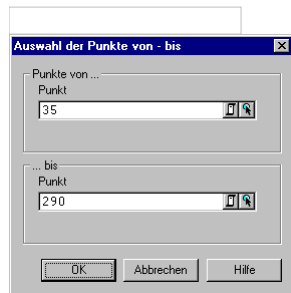 Auswahl der Punkte von - bis
Punkte von ...
Punkt
35
... bis
Punkt
290
OK Abbrechen Hilfe